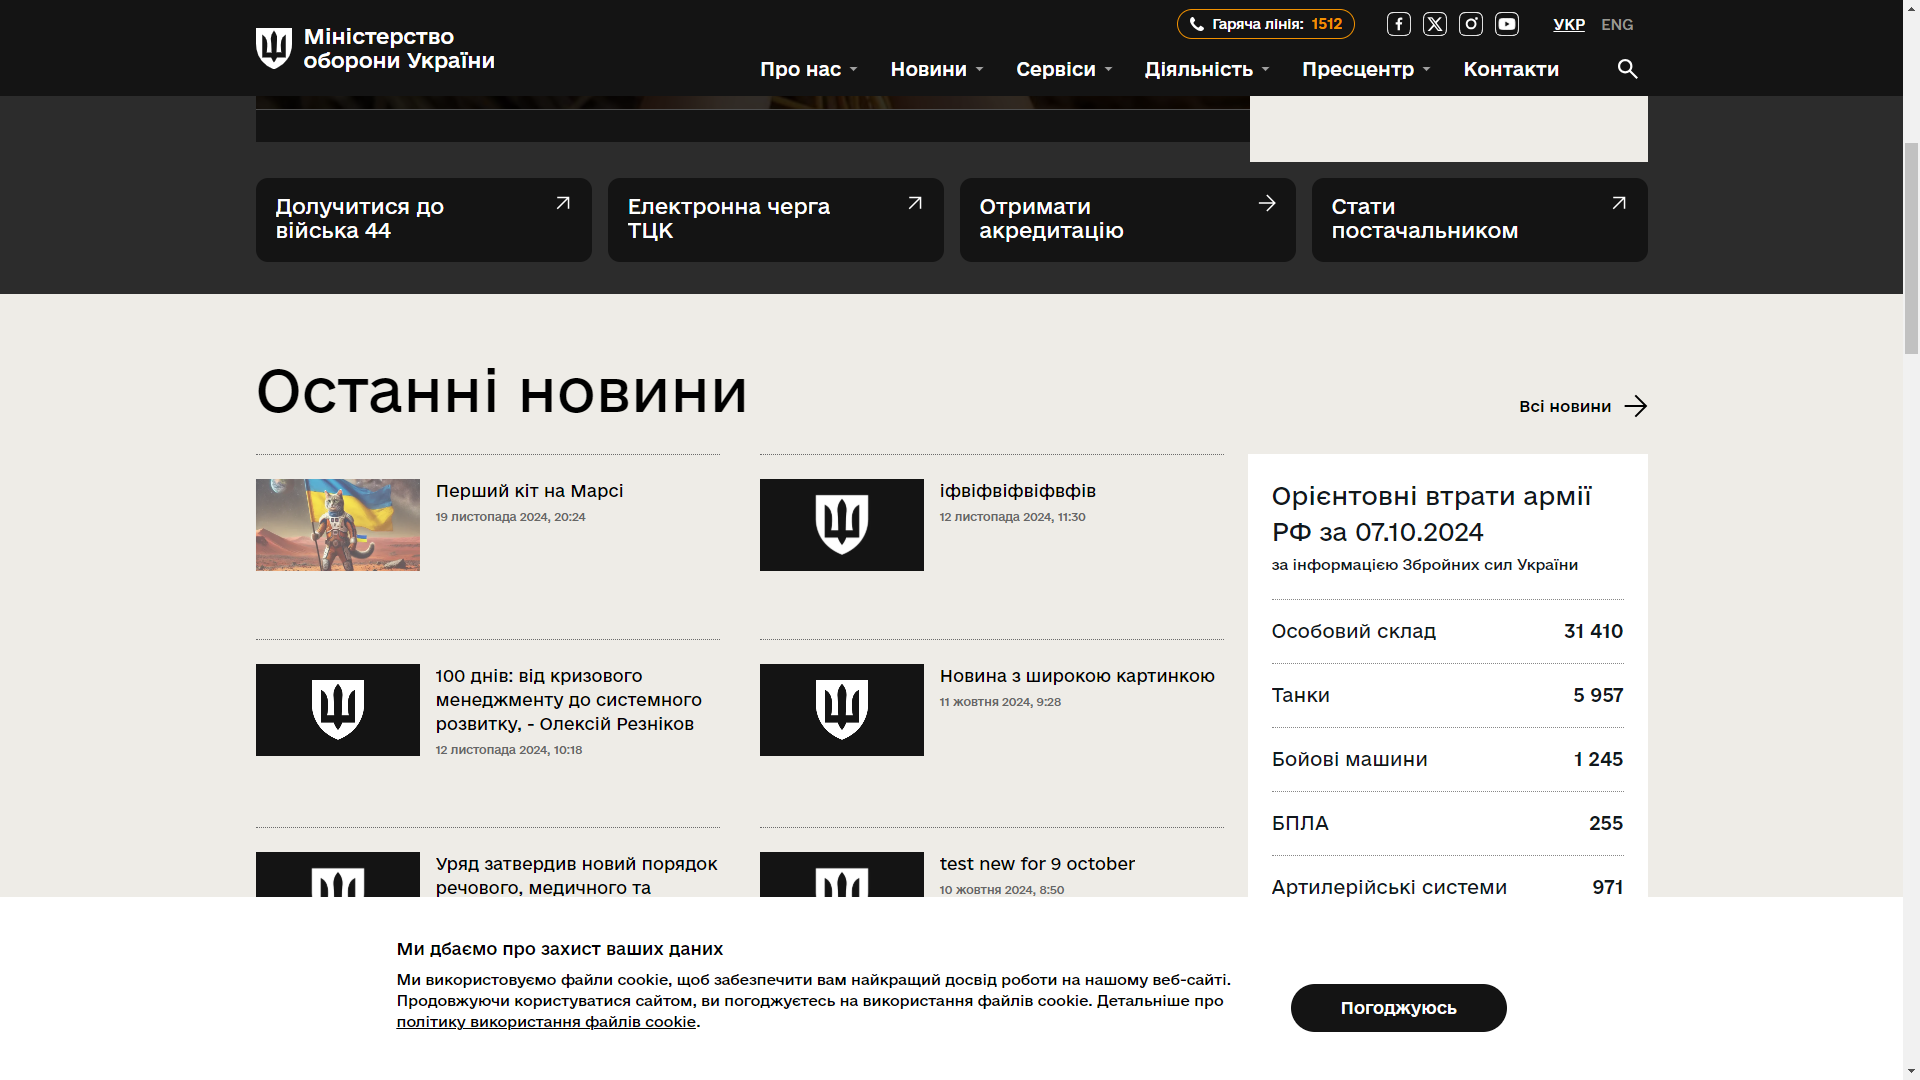 Міністерство
оборони України
Гаряча лінія: 1512
УКР ENG
Про нас Новини Сервіси Діяльність Пресцентр Контакти
Долучитися до
війська 44
Електронна черга
ТЦК
Отримати
акредитацію
Стати
постачальником
Останні новини
Всі новини
Перший кіт на Марсі
19 листопада 2024, 20:24
іфвіфвіфвіфвфів
12 листопада 2024, 11:30
100 днів: від кризового
менеджменту до системного
розвитку, - Олексій Резніков
12 листопада 2024, 10:18
Новина з широкою картинкою
11 жовтня 2024, 9:28
Уряд затвердив новий порядок
речового, медичного та
test new for 9 october
10 жовтня 2024, 8:50
Орієнтовні втрати армії
РФ за 07.10.2024
за інформацією Збройних сил України
Особовий склад 31 410
Танки 5 957
Бойові машини 1 245
БПЛА 255
Артилерійські системи 971
Ми дбаємо про захист ваших даних
Ми використовуємо файли cookie, щоб забезпечити вам найкращий досвід роботи на нашому веб-сайті.
Продовжуючи користуватися сайтом, ви погоджуєтесь на використання файлів cookie. Детальніше про
політику використання файлів cookie.
Погоджуюсь